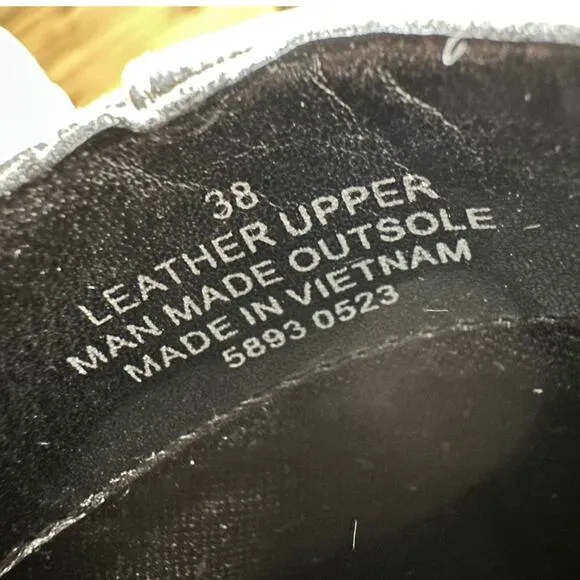 38
LEATHER UPPER
MAN MADE OUTSOLE
MADE IN VIETNAM
5893 0523